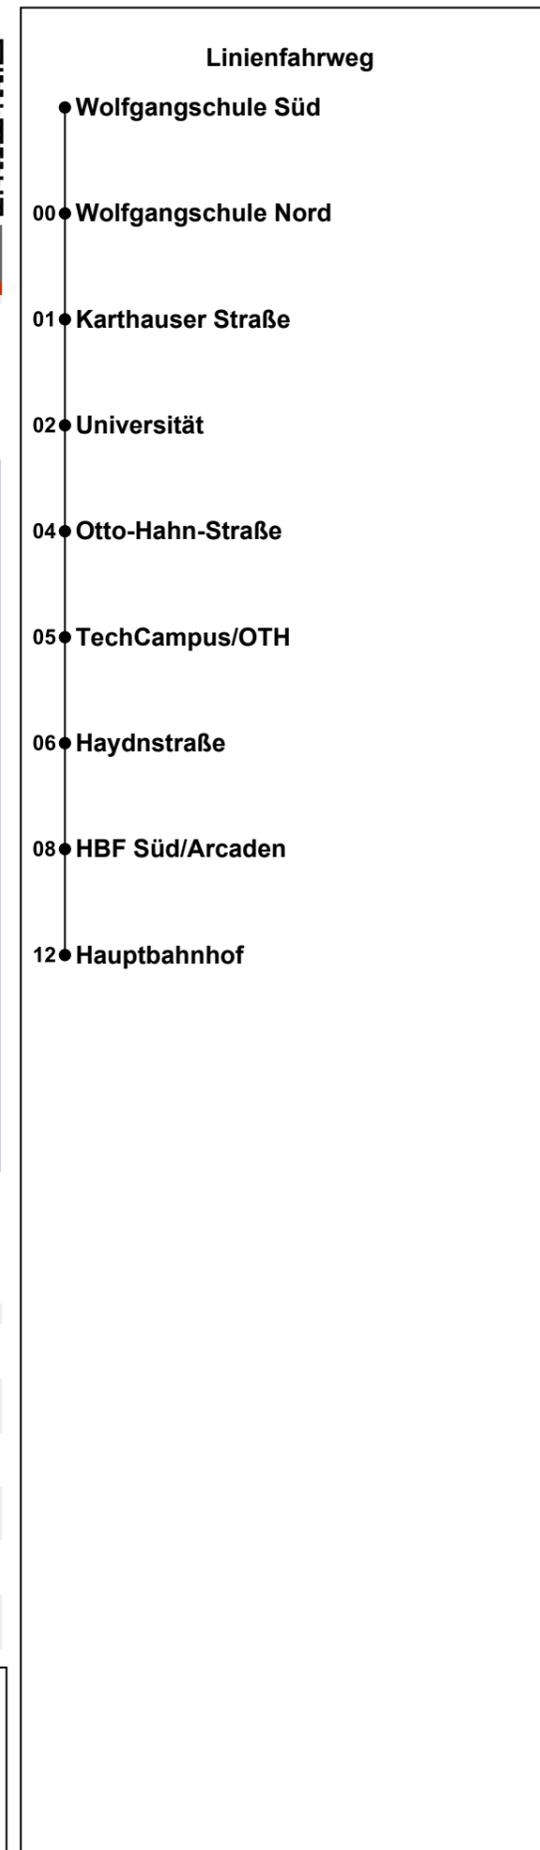 Linienfahrweg
Wolfgangschule Süd
00 Wolfgangschule Nord
01 Karthauser Straße
02 Universität
04 Otto-Hahn-Straße
05 TechCampus/OTH
06 Haydnstraße
08 HBF Süd/Arcaden
12 Hauptbahnhof